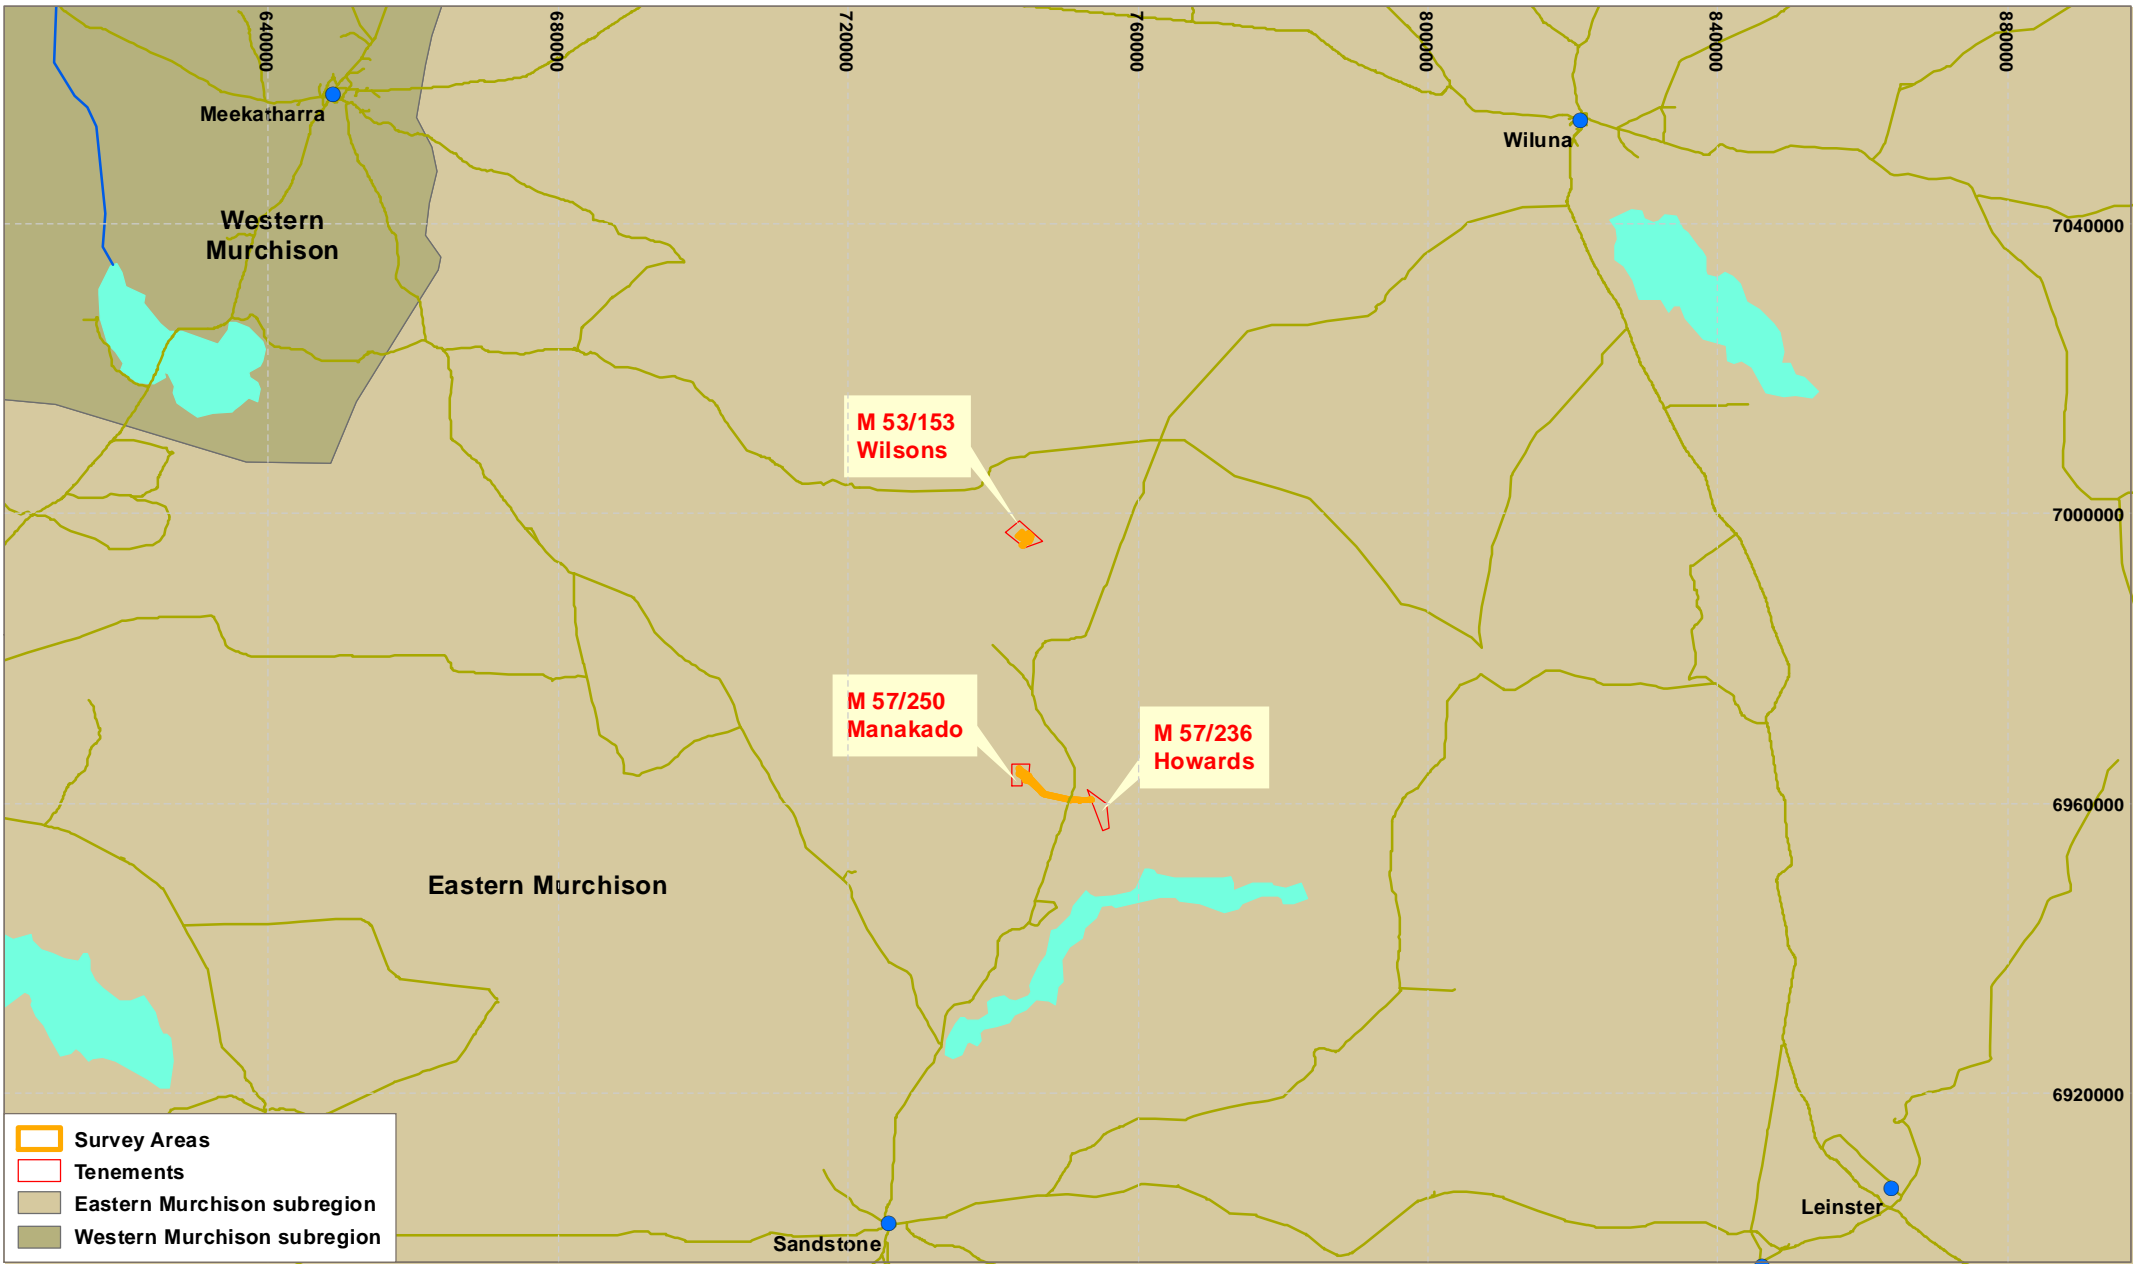 640000
680000
720000
760000
800000
840000
880000
Meekatharra
Wiluna
Western
Murchison
7040000
M 53/153
Wilsons
7000000
M 57/250
Manakado
M 57/236
Howards
6960000
Eastern Murchison
6920000
Survey Areas
Tenements
Eastern Murchison subregion
Western Murchison subregion
Leinster
Sandstone